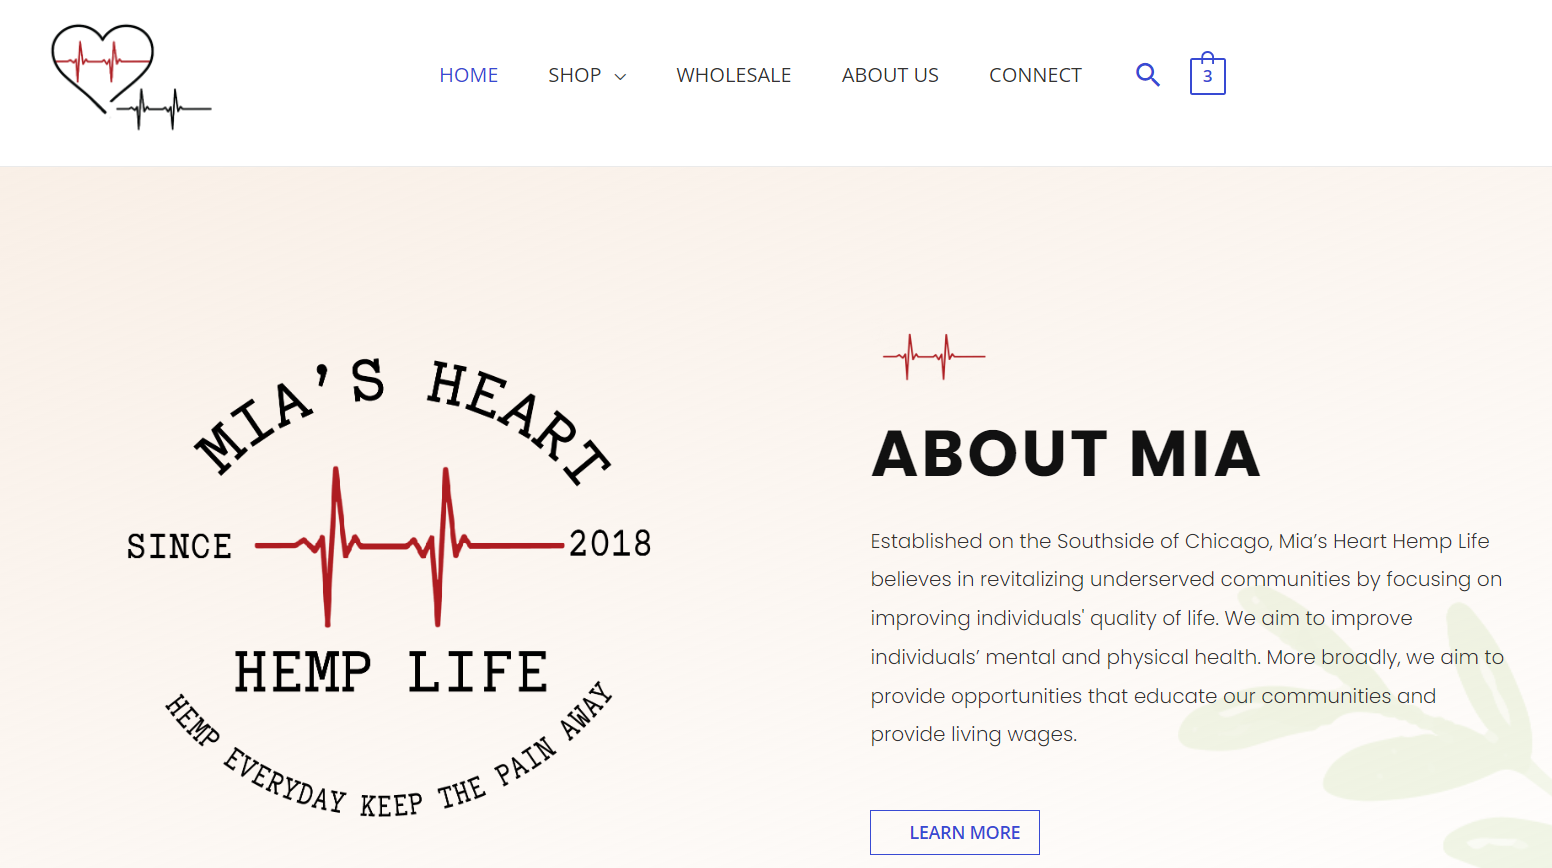 HOME SHOP WHOLESALE ABOUT US CONNECT 3
MIA'S HEART
SINCE 2018
HEMP LIFE
HEMP EVERYDAY KEEP THE PAIN AWAY
ABOUT MIA
Established on the Southside of Chicago, Mia’s Heart Hemp Life
believes in revitalizing underserved communities by focusing on
improving individuals' quality of life. We aim to improve
individuals’ mental and physical health. More broadly, we aim to
provide opportunities that educate our communities and
provide living wages.
LEARN MORE